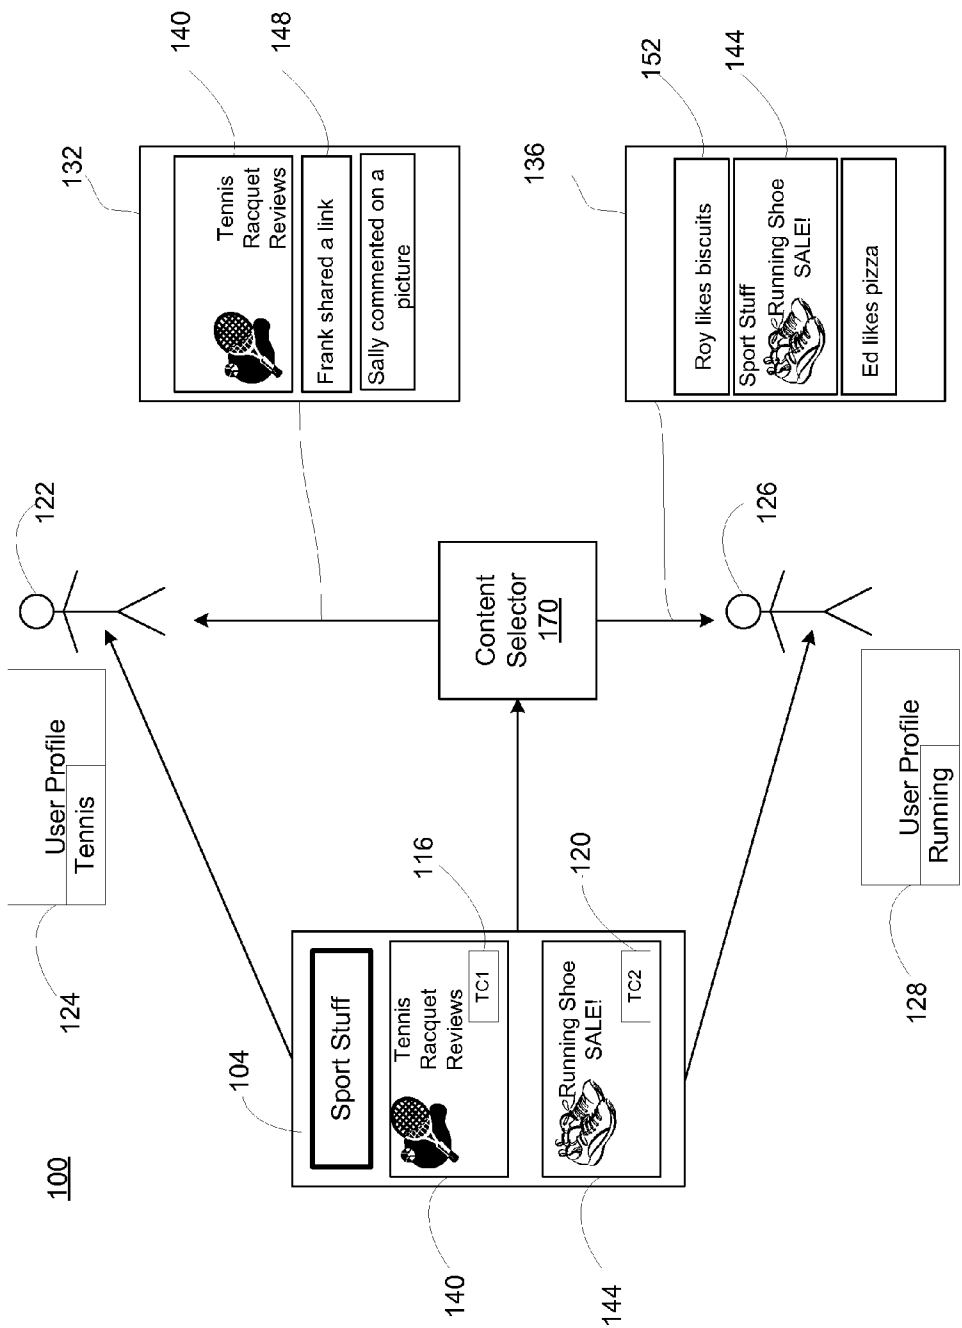 100
104
Sport Stuff
Tennis
Racquet
Reviews
TC1
116
140
Running Shoe
SALE!
TC2
120
144
124
User Profile
Tennis
122
128
User Profile
Running
126
Content
Selector
170
132
140
Tennis
Racquet
Reviews
148
Frank shared a link
Sally commented on a
picture
136
152
Roy likes biscuits
144
Sport Stuff
Running Shoe
SALE!
Ed likes pizza